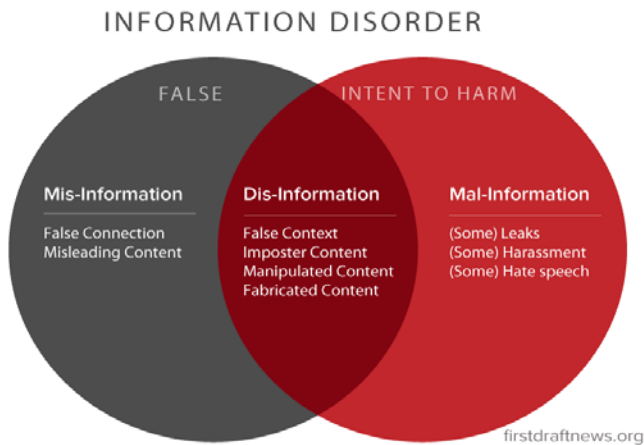 INFORMATION DISORDER
FALSE
INTENT TO HARM
Mis-Information
False Connection
Misleading Content
Dis-Information
False Context
Imposter Content
Manipulated Content
Fabricated Content
Mal-Information
(Some) Leaks
(Some) Harassment
(Some) Hate speech
firstdraftnews.org